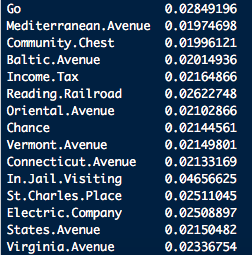 Go 0.02849196
Mediterranean.Avenue 0.01974698
Community.Chest 0.01996121
Baltic.Avenue 0.02014936
Income.Tax 0.02164866
Reading.Railroad 0.02622748
Oriental.Avenue 0.02102866
Chance 0.02144561
Vermont.Avenue 0.02149801
Connecticut.Avenue 0.02133169
In.Jail.Visiting 0.04656625
St.Charles.Place 0.02511045
Electric.Company 0.02508897
States.Avenue 0.02150482
Virginia.Avenue 0.02336754